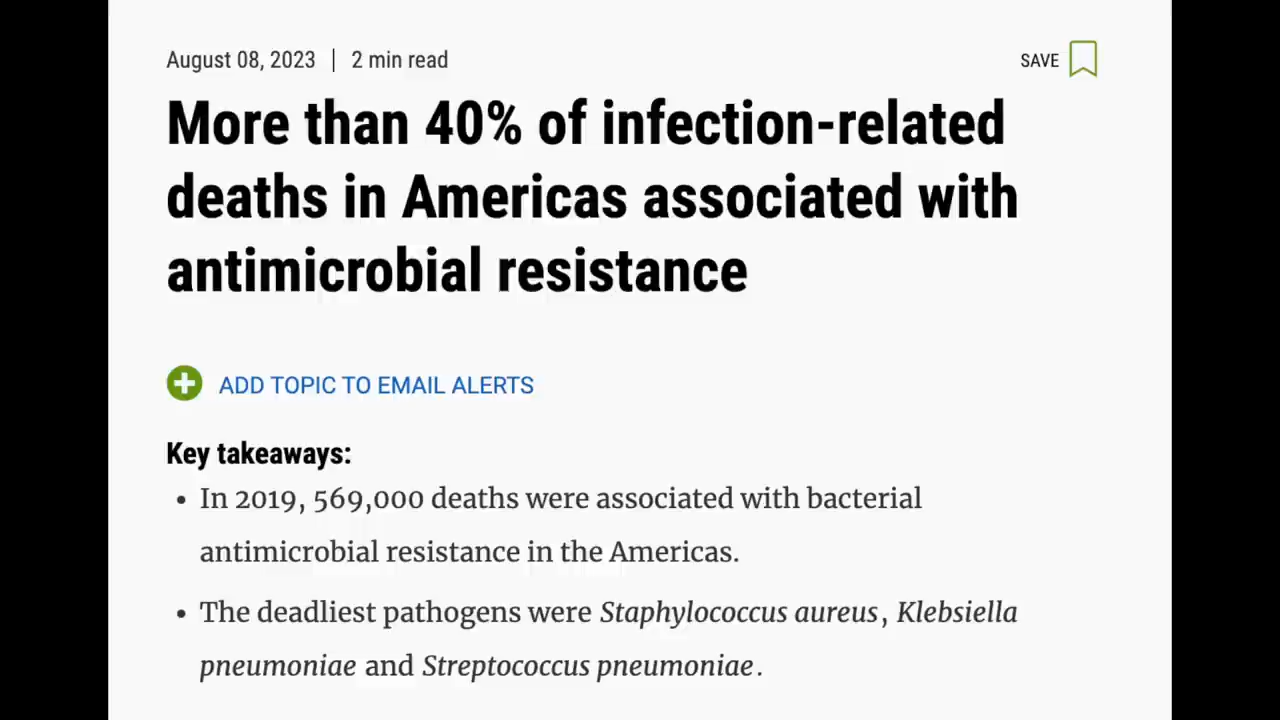 August 08, 2023 | 2 min read
SAVE
More than 40% of infection-related
deaths in Americas associated with
antimicrobial resistance
ADD TOPIC TO EMAIL ALERTS
Key takeaways:
• In 2019, 569,000 deaths were associated with bacterial
antimicrobial resistance in the Americas.
• The deadliest pathogens were Staphylococcus aureus, Klebsiella
pneumoniae and Streptococcus pneumoniae.